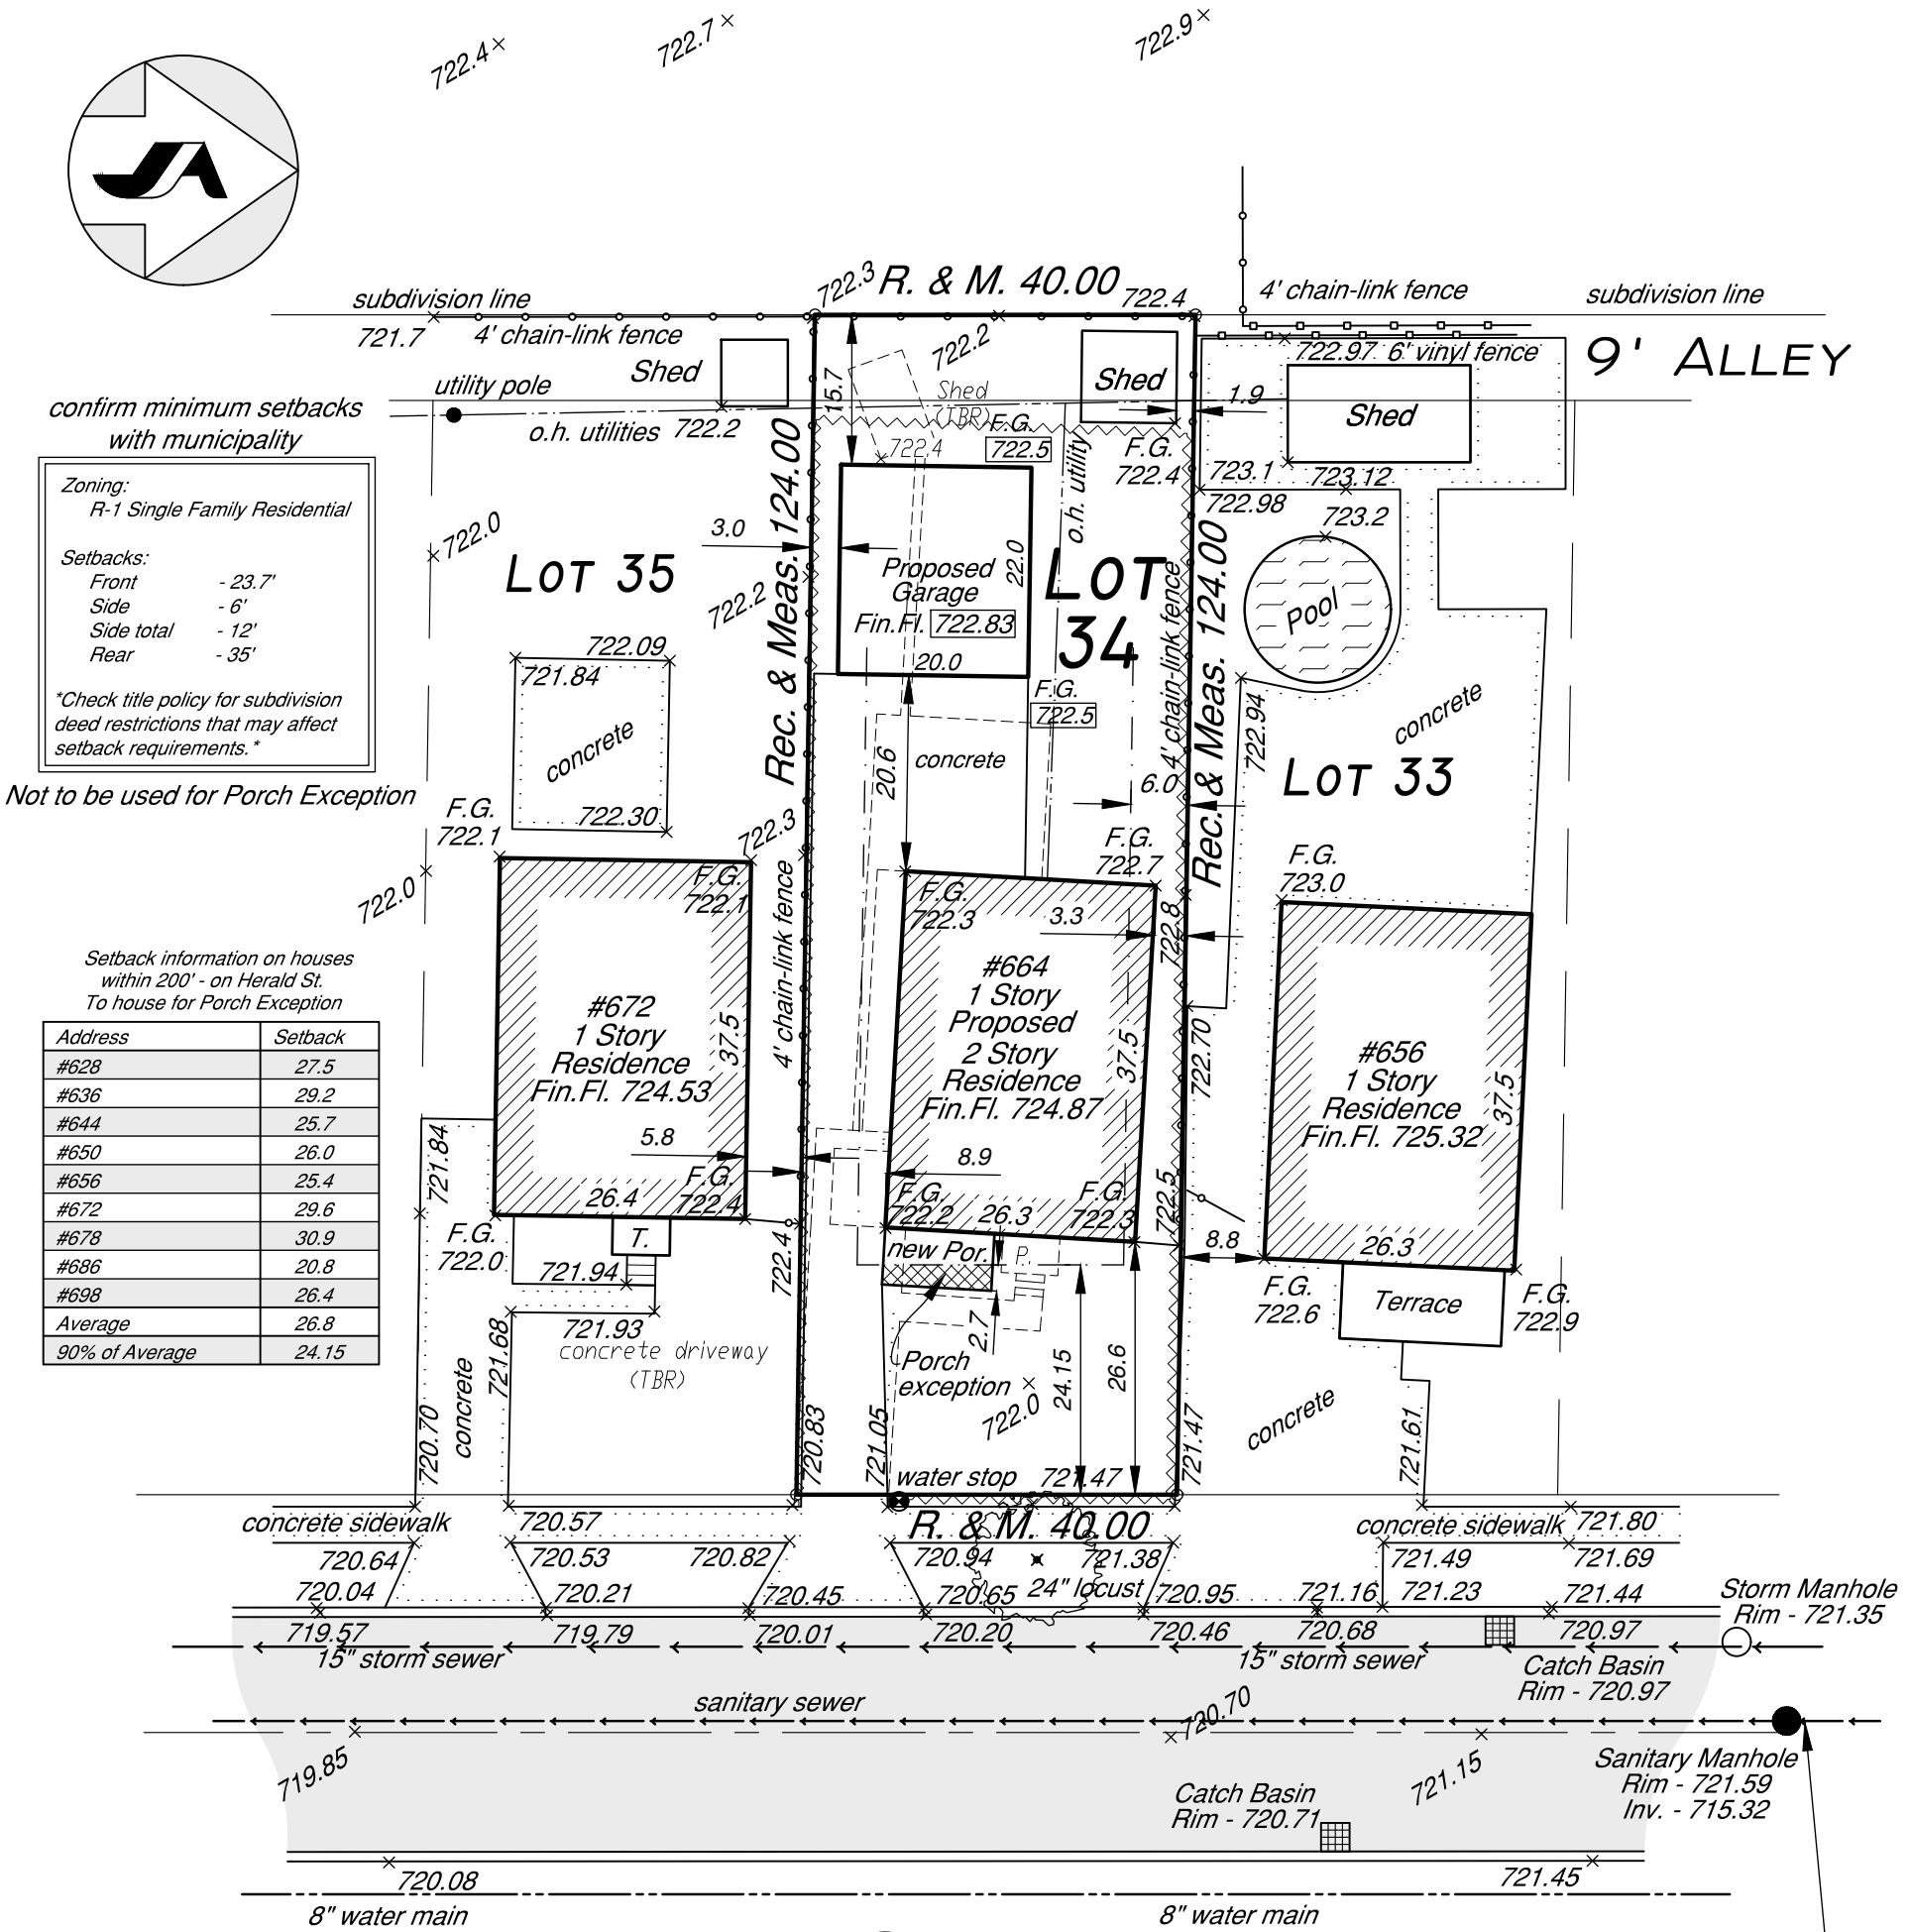 722.4
722.7
722.9
JA
R. & M. 40.00
722.3
722.4
subdivision line
4' chain-link fence
subdivision line
721.7
4' chain-link fence
722.2
722.97 6' vinyl fence
9' ALLEY
Shed
Shed
Shed
(TBR)
Shed
Shed
15.7
1.9
utility pole
o.h. utilities
722.2
722.4
F.G.
722.5
o.h. utility
F.G.
722.4
723.1
723.12
722.98
723.2
confirm minimum setbacks
with municipality
Zoning:
R-1 Single Family Residential
Setbacks:
Front - 23.7'
Side - 6'
Side total - 12'
Rear - 35'
*Check title policy for subdivision
deed restrictions that may affect
setback requirements.*
Not to be used for Porch Exception
722.0
3.0
LOT 35
722.2
Rec. & Meas. 124.00
Proposed
Garage
Fin.Fl. 722.83
20.0
22.0
LOT
34
4' chain-link fence
Rec. & Meas. 124.00
Pool
722.09
721.84
concrete
722.30
F.G.
722.5
concrete
20.6
6.0
722.94
concrete
LOT 33
F.G.
722.1
722.3
F.G.
722.1
722.0
4' chain-link fence
F.G.
722.7
F.G.
722.3
3.3
722.8
F.G.
723.0
Setback information on houses
within 200' - on Herald St.
To house for Porch Exception
Address Setback
#628 27.5
#636 29.2
#644 25.7
#650 26.0
#656 25.4
#672 29.6
#678 30.9
#686 20.8
#698 26.4
Average 26.8
90% of Average 24.15
#672
1 Story
Residence
Fin.Fl. 724.53
37.5
5.8
26.4
F.G.
722.4
#664
1 Story
Proposed
2 Story
Residence
Fin.Fl. 724.87
37.5
8.9
F.G.
722.2
26.3
F.G.
722.3
722.70
722.5
#656
1 Story
Residence
Fin.Fl. 725.32
37.5
8.8
26.3
721.84
F.G.
722.0
T.
721.94
721.93
722.4
new Por.
P.
2.7
Porch
exception
722.0
24.15
26.6
F.G.
722.6
Terrace
F.G.
722.9
concrete driveway
(TBR)
721.68
720.70
concrete
720.83
721.05
water stop
721.47
721.47
concrete
721.61
R. & M. 40.00
concrete sidewalk
720.57
concrete sidewalk
721.80
720.64
720.53
720.82
720.94
721.38
721.49
721.69
720.04
720.21
720.45
720.65
24" locust
720.95
721.16
721.23
721.44
Storm Manhole
Rim - 721.35
719.57
719.79
720.01
720.20
720.46
720.68
720.97
15" storm sewer
15" storm sewer
Catch Basin
Rim - 720.97
sanitary sewer
720.70
719.85
721.15
Sanitary Manhole
Rim - 721.59
Inv. - 715.32
Catch Basin
Rim - 720.71
720.08
721.45
8" water main
8" water main